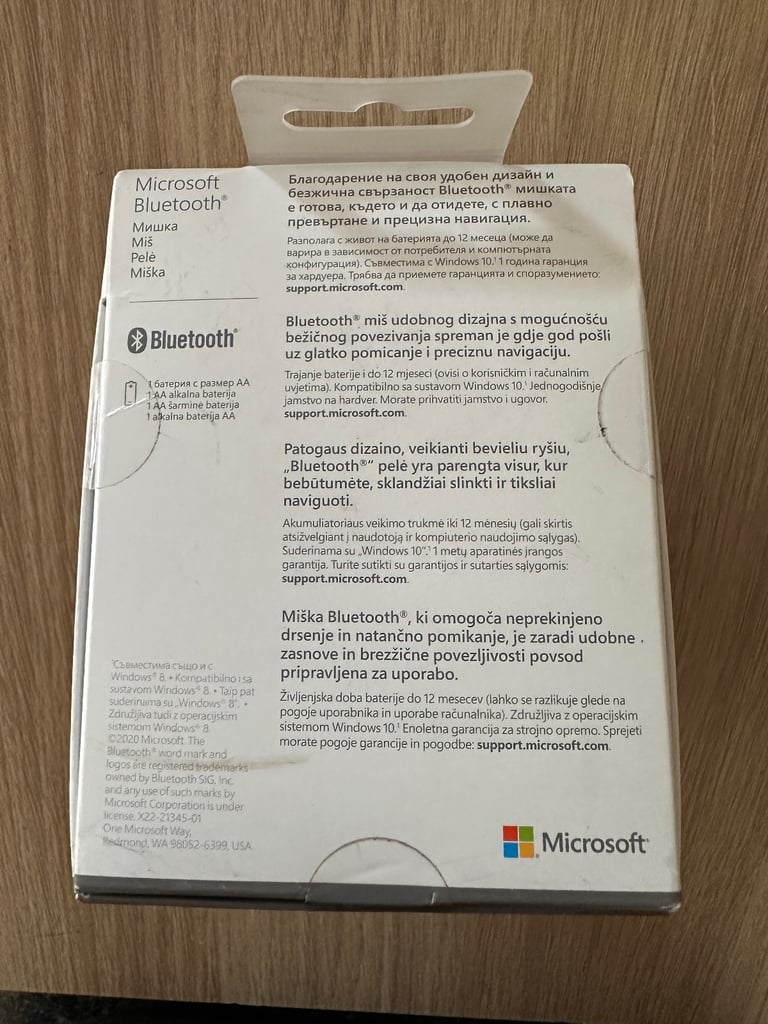 Microsoft
Bluetooth®
Мишка
Miš
Pelė
Miška
Bluetooth®
1 батерия с размер AA
1 AA alkalna baterija
1 AA šarminė baterija
1 alkalna baterija AA
¹Съвместима също и с
Windows® 8. • Kompatibilno i sa
sustavom Windows® 8. • Taip pat
suderinama su „Windows® 8“. •
Združljiva tudi z operacijskim
sistemom Windows® 8.
©2020 Microsoft. The
Bluetooth® word mark and
logos are registered trademarks
owned by Bluetooth SIG, Inc.
and any use of such marks by
Microsoft Corporation is under
license. X22-21345-01
One Microsoft Way,
Redmond, WA 98052-6399, USA
Благодарение на своя удобен дизайн и
безжична свързаност Bluetooth® мишката
е готова, където и да отидете, с плавно
превъртане и прецизна навигация.
Разполага с живот на батерията до 12 месеца (може да
варира в зависимост от потребителя и компютърната
конфигурация). Съвместима с Windows 10.¹ 1 година гаранция
за хардуера. Трябва да приемете гаранцията и споразумението:
support.microsoft.com.
Bluetooth® miš udobnog dizajna s mogućnošću
bežičnog povezivanja spreman je gdje god pošli
uz glatko pomicanje i preciznu navigaciju.
Trajanje baterije i do 12 mjeseci (ovisi o korisničkim i računalnim
uvjetima). Kompatibilno sa sustavom Windows 10.¹ Jednogodišnje
jamstvo na hardver. Morate prihvatiti jamstvo i ugovor.
support.microsoft.com.
Patogaus dizaino, veikianti bevieliu ryšiu,
„Bluetooth®“ pelė yra parengta visur, kur
bebūtumėte, sklandžiai slinkti ir tiksliai
naviguoti.
Akumuliatoriaus veikimo trukmė iki 12 mėnesių (gali skirtis
atsižvelgiant į naudotoją ir kompiuterio naudojimo sąlygas).
Suderinama su „Windows 10“.¹ 1 metų aparatinės įrangos
garantija. Turite sutikti su garantijos ir sutarties sąlygomis:
support.microsoft.com.
Miška Bluetooth®, ki omogoča neprekinjeno
drsenje in natančno pomikanje, je zaradi udobne
zasnove in brezžične povezljivosti povsod
pripravljena za uporabo.
Življenjska doba baterije do 12 mesecev (lahko se razlikuje glede na
pogoje uporabnika in uporabe računalnika). Združljiva z operacijskim
sistemom Windows 10.¹ Enoletna garancija za strojno opremo. Sprejeti
morate pogoje garancije in pogodbe: support.microsoft.com.
Microsoft